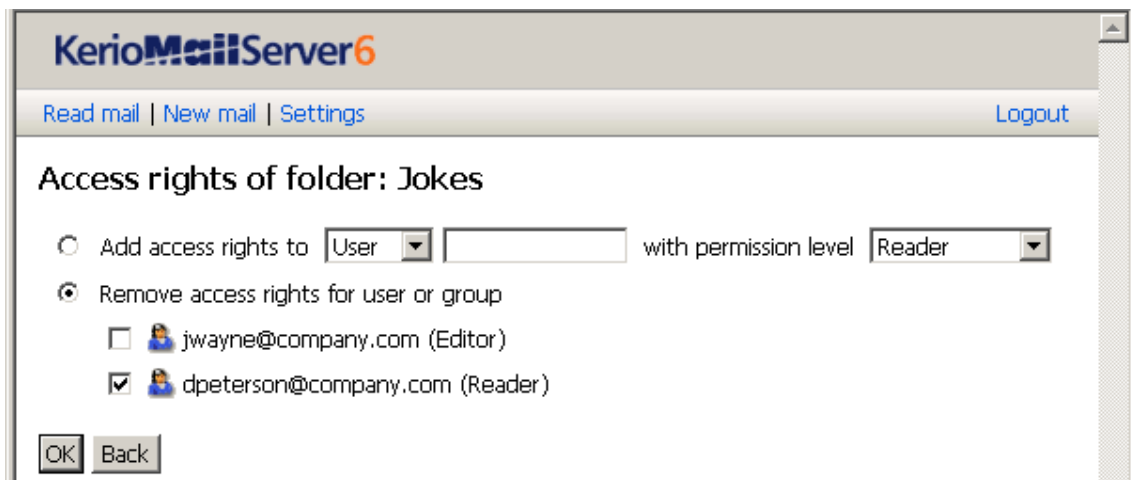 KerioMailServer6
Read mail | New mail | Settings Logout
Access rights of folder: Jokes
Add access rights to User with permission level Reader
Remove access rights for user or group
jwayne@company.com (Editor)
dpeterson@company.com (Reader)
OK Back